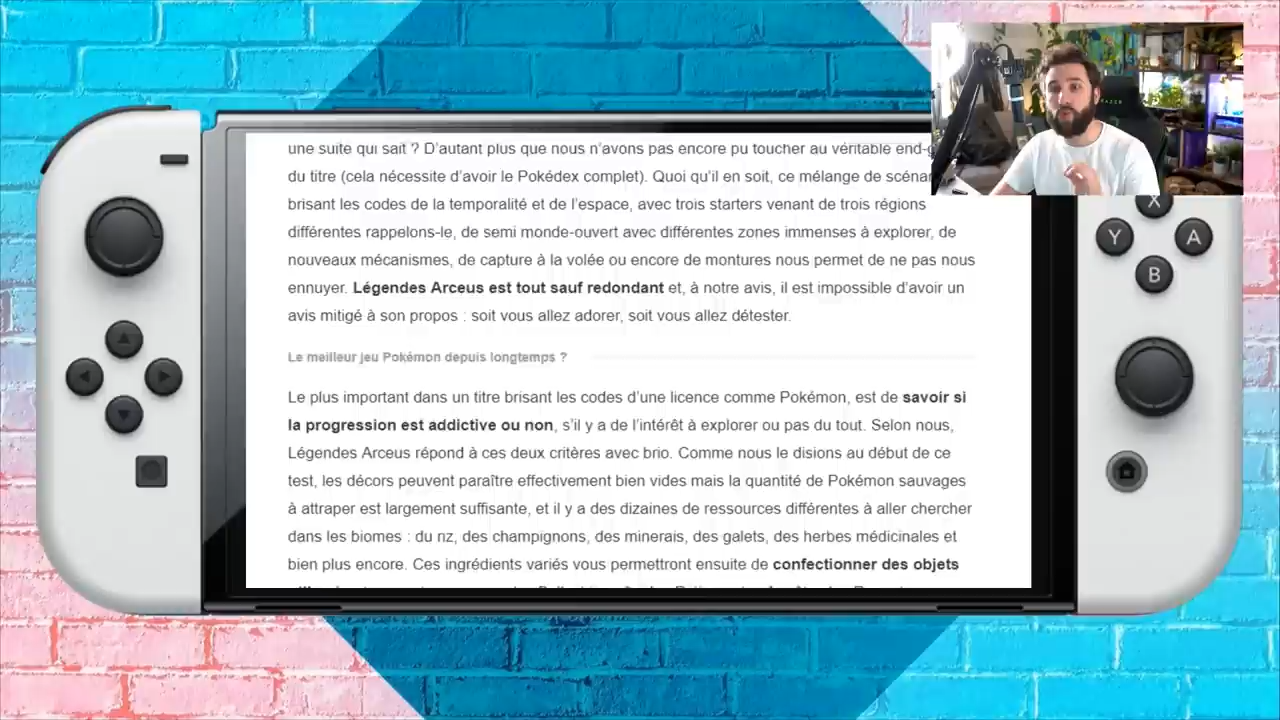 une suite qui sait ? D'autant plus que nous n'avons pas encore pu toucher au véritable
du titre (cela nécessite d'avoir le Pokédex complet). Quoi qu'il en soit, ce mélange de
brisant les codes de la temporalité et de l'espace, avec trois starters venant de trois régions
différentes rappelons-le, de semi monde-ouvert avec différentes zones immenses à explorer, de
nouveaux mécanismes, de capture à la volée ou encore de montures nous permet de ne pas nous
ennuyer. Légendes Arceus est tout sauf redondant et, à notre avis, il est impossible d'avoir un
avis mitigé à son propos : soit vous allez adorer, soit vous allez détester.
Le meilleur jeu Pokémon depuis longtemps ?
Le plus important dans un titre brisant les codes d'une licence comme Pokémon, est de savoir si
la progression est addictive ou non, s'il y a de l'intérêt à explorer ou pas du tout. Selon nous,
Légendes Arceus répond à ces deux critères avec brio. Comme nous le disions au début de ce
test, les décors peuvent paraître effectivement bien vides mais la quantité de Pokémon sauvages
à attraper est largement suffisante, et il y a des dizaines de ressources différentes à aller chercher
dans les biomes : du riz, des champignons, des minerais, des galets, des herbes médicinales et
bien plus encore. Ces ingrédients variés vous permettront ensuite de confectionner des objets
X
Y
A
B